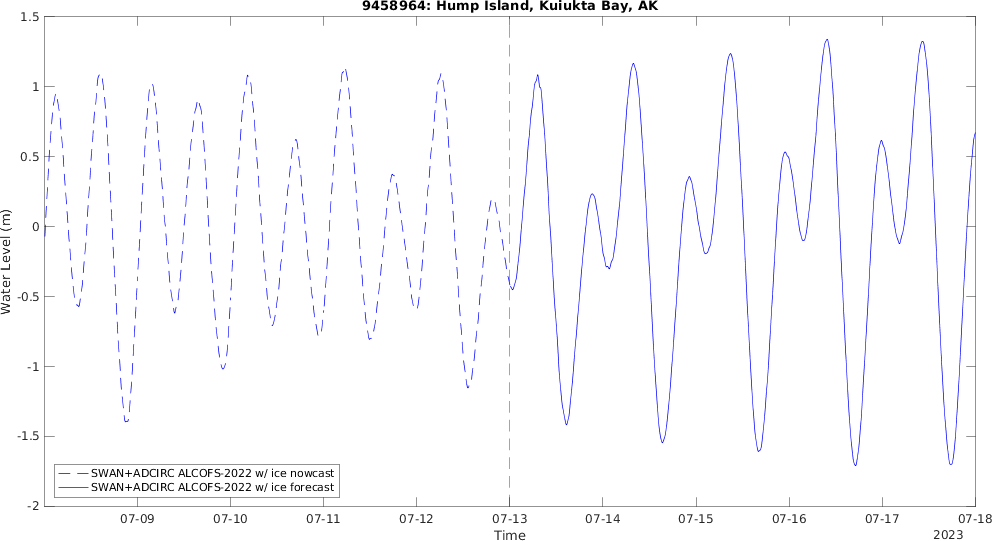 9458964: Hump Island, Kuiukta Bay, AK
1.5
1
0.5
0
-0.5
-1
-1.5
-2
Water Level (m)
SWAN+ADCIRC ALCOFS-2022 w/ ice nowcast
SWAN+ADCIRC ALCOFS-2022 w/ ice forecast
07-09 07-10 07-11 07-12 07-13 07-14 07-15 07-16 07-17 07-18
Time
2023